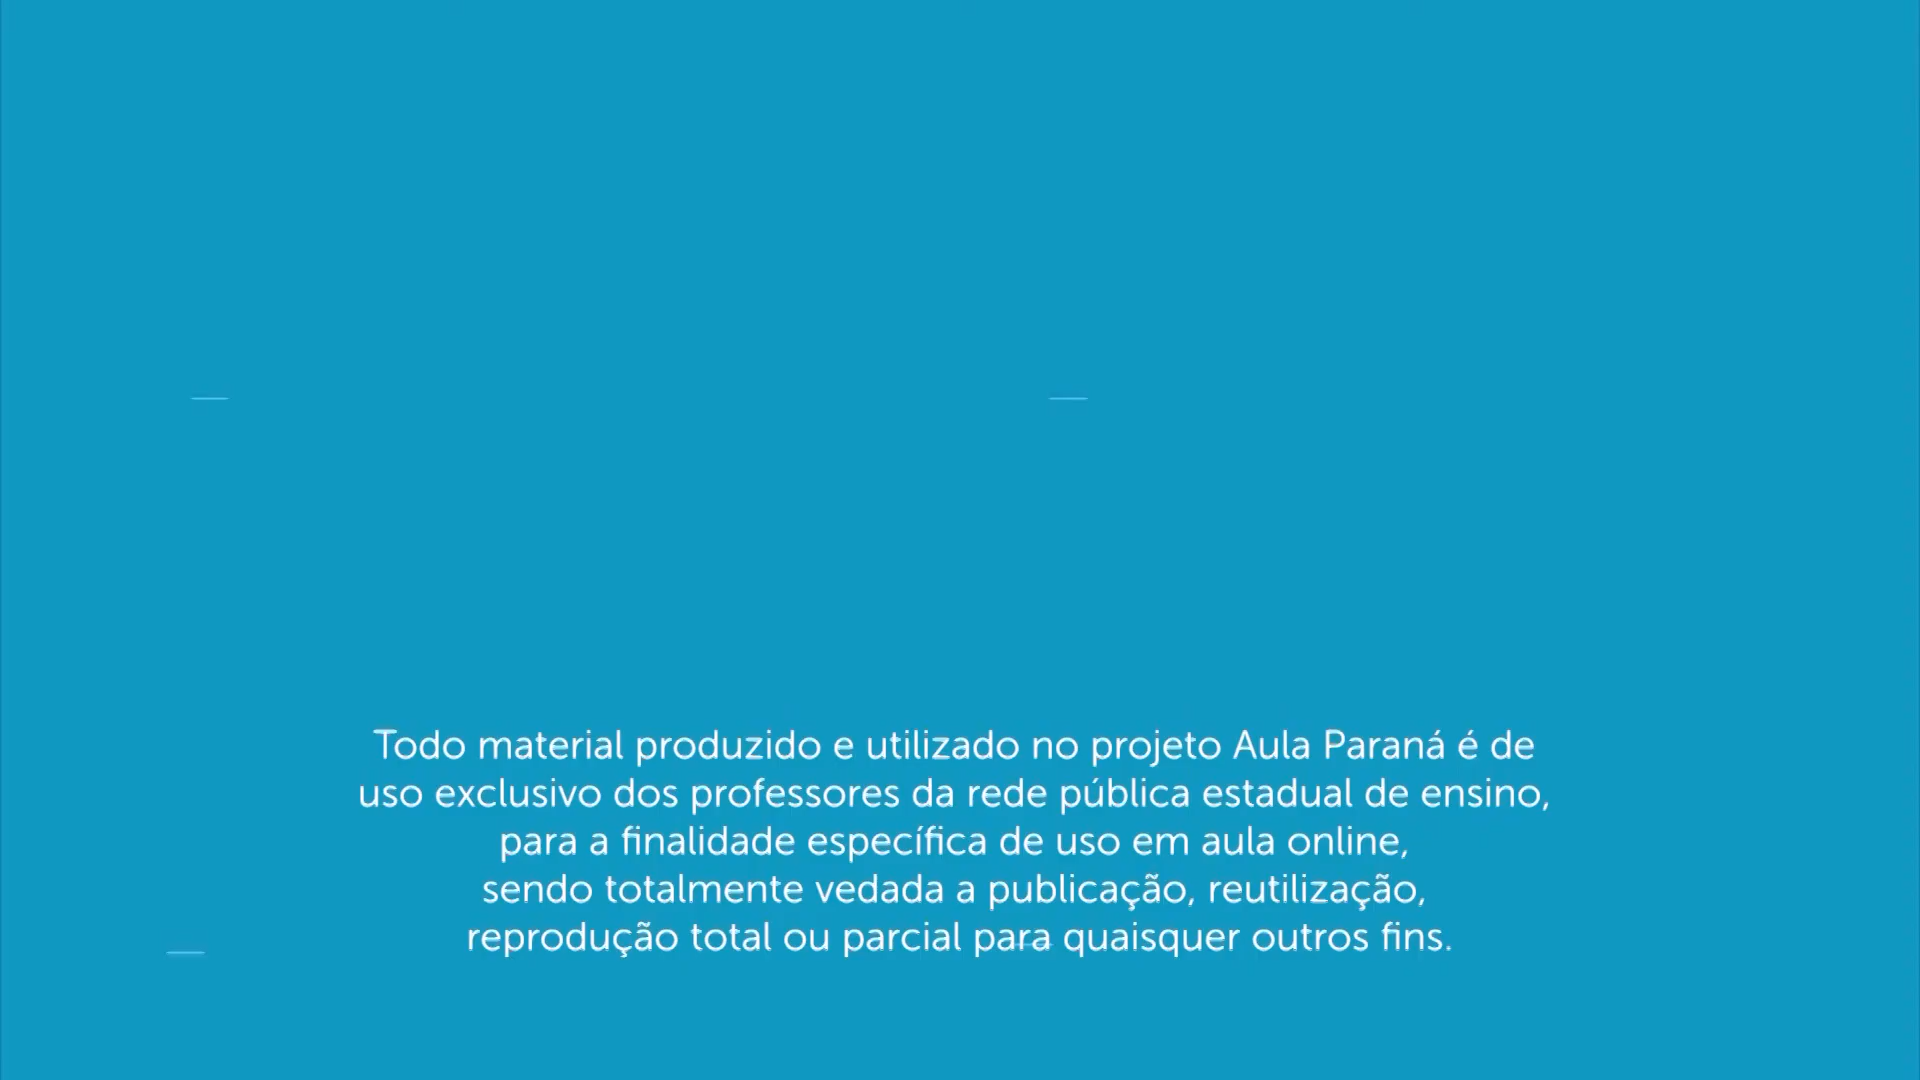 Todo material produzido e utilizado no projeto Aula Paraná é de
uso exclusivo dos professores da rede pública estadual de ensino,
para a finalidade específica de uso em aula online,
sendo totalmente vedada a publicação, reutilização,
reprodução total ou parcial para quaisquer outros fins.